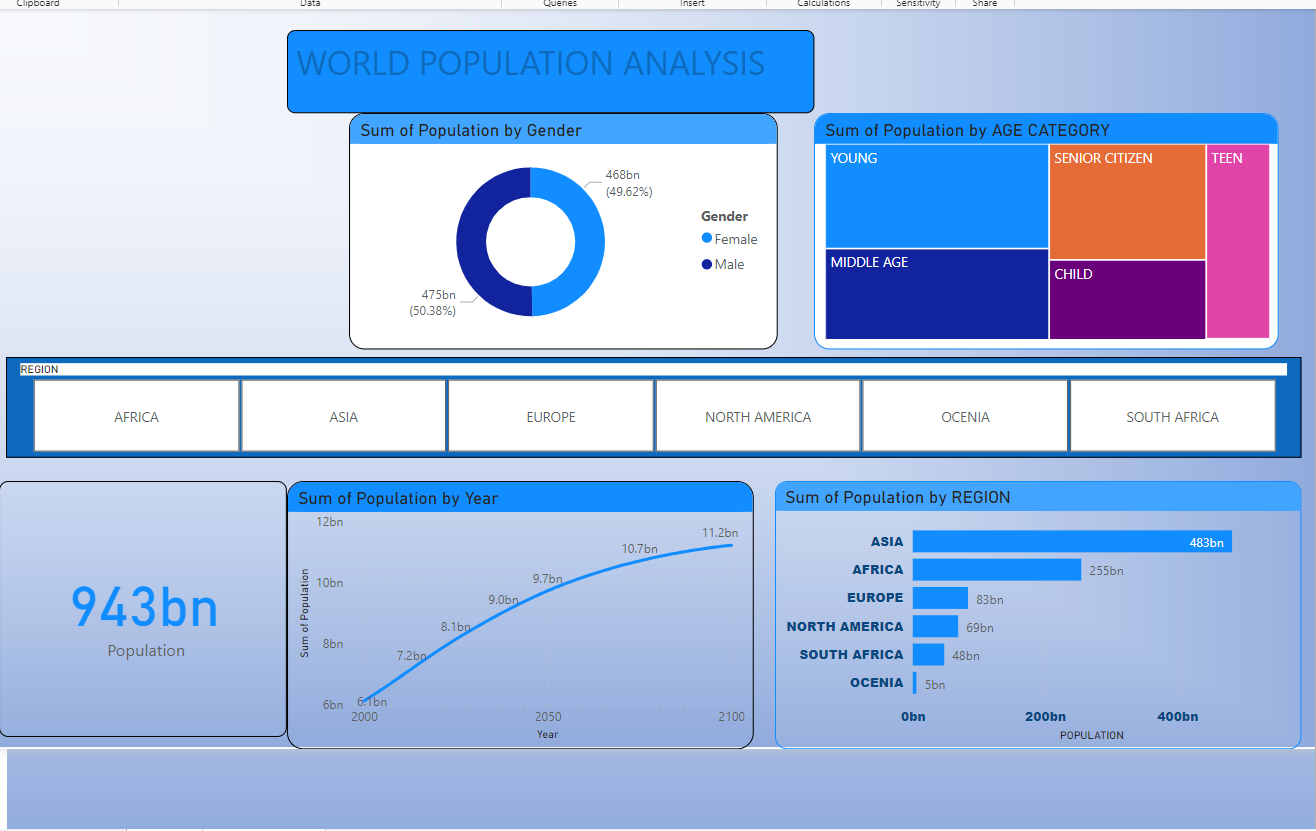 Clipboard Data Queries Insert Calculations Sensitivity Share
WORLD POPULATION ANALYSIS
Sum of Population by Gender
468bn
(49.62%)
475bn
(50.38%)
Gender
Female
Male
Sum of Population by AGE CATEGORY
YOUNG
SENIOR CITIZEN
TEEN
MIDDLE AGE
CHILD
REGION
AFRICA
ASIA
EUROPE
NORTH AMERICA
OCENIA
SOUTH AFRICA
943bn
Population
Sum of Population by Year
Sum of Population
12bn
10bn
8bn
6bn
6.1bn
7.2bn
8.1bn
9.0bn
9.7bn
10.7bn
11.2bn
2000
2050
2100
Year
Sum of Population by REGION
ASIA 483bn
AFRICA 255bn
EUROPE 83bn
NORTH AMERICA 69bn
SOUTH AFRICA 48bn
OCENIA 5bn
0bn 200bn 400bn
POPULATION